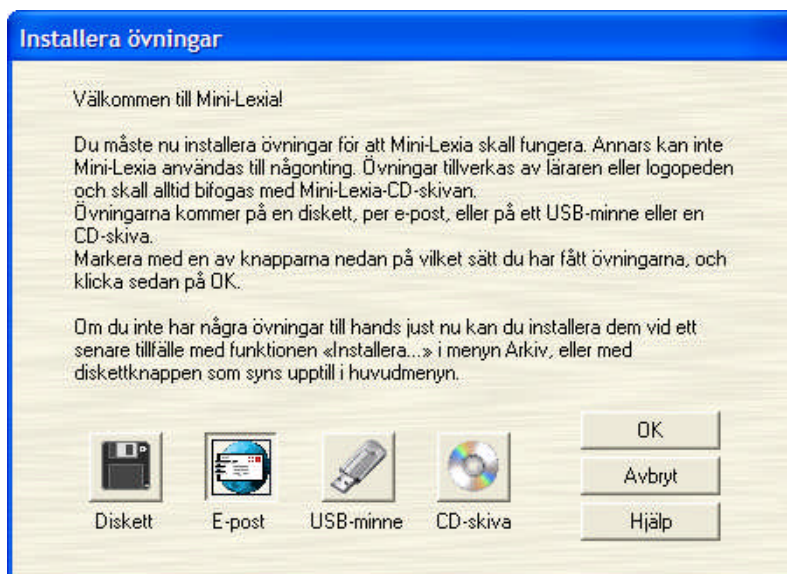 Installera övningar
Välkommen till Mini-Lexia!
Du måste nu installera övningar för att Mini-Lexia skall fungera. Annars kan inte
Mini-Lexia användas till någonting. Övningar tillverkas av läraren eller logopeden
och skall alltid bifogas med Mini-Lexia-CD-skivan.
Övningarna kommer på en diskett, per e-post, eller på ett USB-minne eller en
CD-skiva.
Markera med en av knapparna nedan på vilket sätt du har fått övningarna, och
klicka sedan på OK.
Om du inte har några övningar till hands just nu kan du installera dem vid ett
senare tillfälle med funktionen «Installera...» i menyn Arkiv, eller med
diskettknappen som syns upptill i huvudmenyn.
OK
Avbryt
Hjälp
Diskett E-post USB-minne CD-skiva